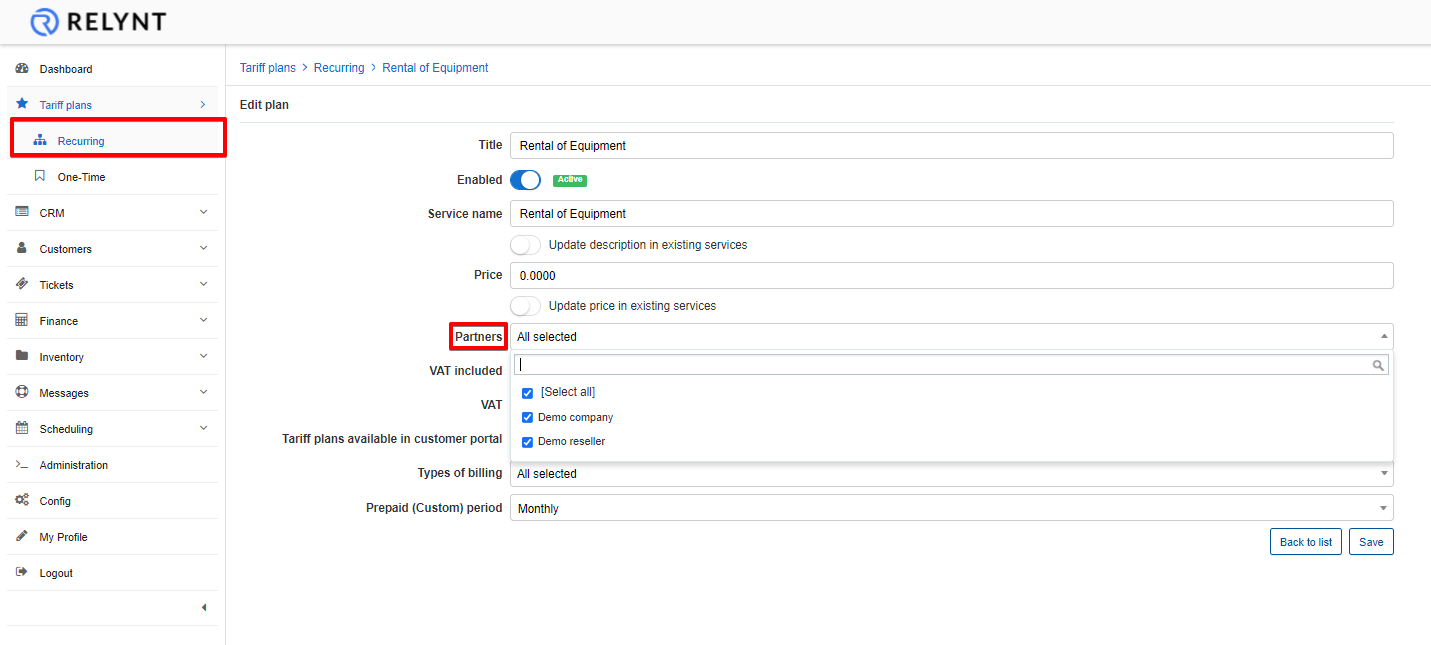 RELYNT
Dashboard
Tariff plans
Recurring
One-Time
CRM
Customers
Tickets
Finance
Inventory
Messages
Scheduling
Administration
Config
My Profile
Logout
Tariff plans > Recurring > Rental of Equipment
Edit plan
Title Rental of Equipment
Enabled Active
Service name Rental of Equipment
Update description in existing services
Price 0.0000
Update price in existing services
Partners All selected
[Select all]
Demo company
Demo reseller
VAT included
VAT
Tariff plans available in customer portal
Types of billing All selected
Prepaid (Custom) period Monthly
Back to list Save